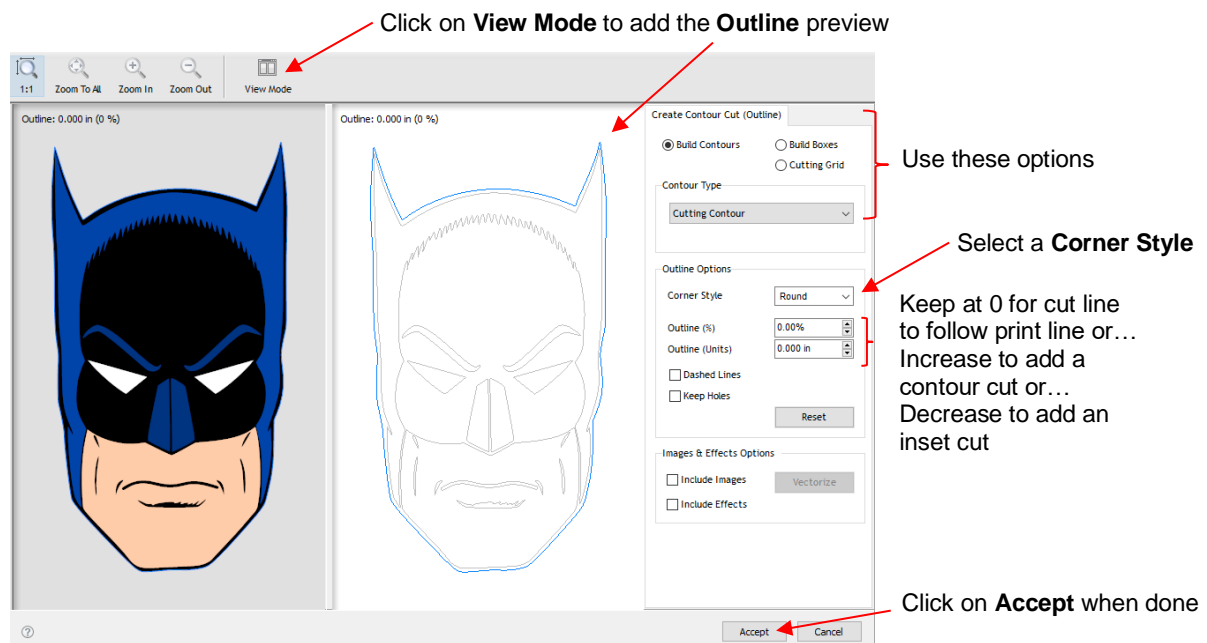 Click on View Mode to add the Outline preview
1:1
Zoom To All
Zoom In
Zoom Out
View Mode
Outline: 0.000 in (0 %)
Outline: 0.000 in (0 %)
Create Contour Cut (Outline)
Build Contours
Build Boxes
Cutting Grid
Contour Type
Cutting Contour
Use these options
Select a Corner Style
Outline Options
Corner Style
Round
Outline (%)
0.00%
Outline (Units)
0.000 in
Dashed Lines
Keep Holes
Reset
Keep at 0 for cut line
to follow print line or…
Increase to add a
contour cut or…
Decrease to add an
inset cut
Images & Effects Options
Include Images
Vectorize
Include Effects
Click on Accept when done
?
Accept
Cancel